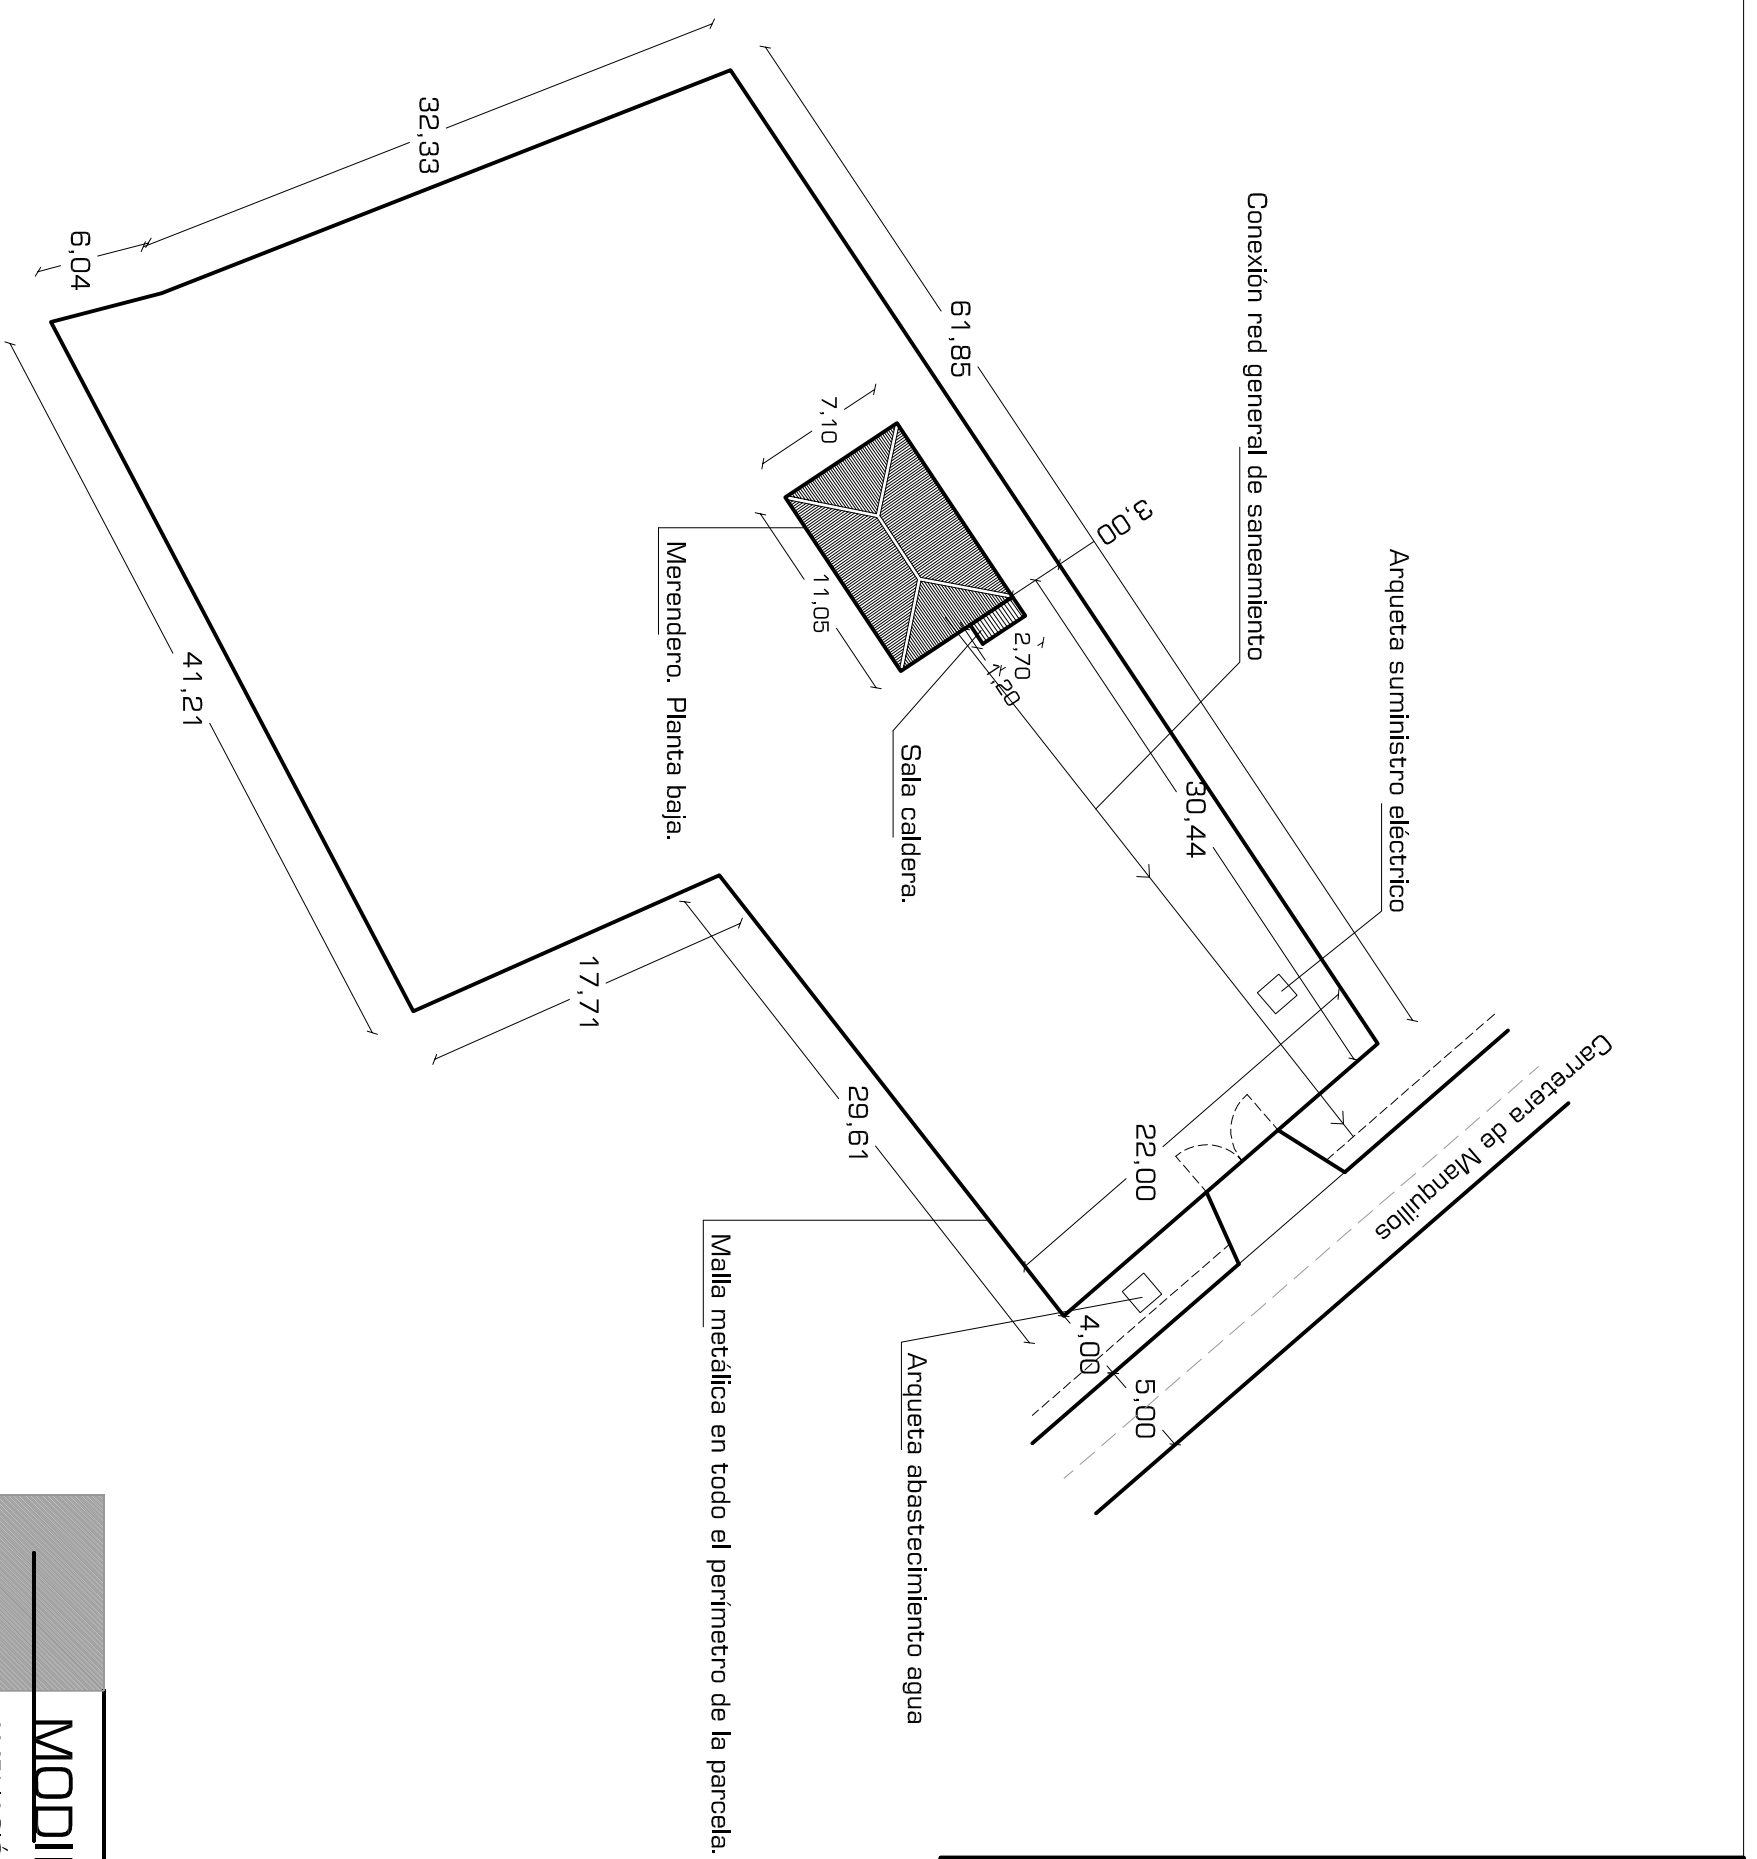 Carretera de Manquillos
Arqueta suministro eléctrico
Conexión red general de saneamiento
3,00
61,85
30,44
22,00
5,00
4,00
2,70
1,20
Sala caldera.
Arqueta abastecimiento agua
29,61
7,10
11,05
Merendero. Planta baja.
Malla metálica en todo el perímetro de la parcela.
17,71
32,33
41,21
6,04
MODI